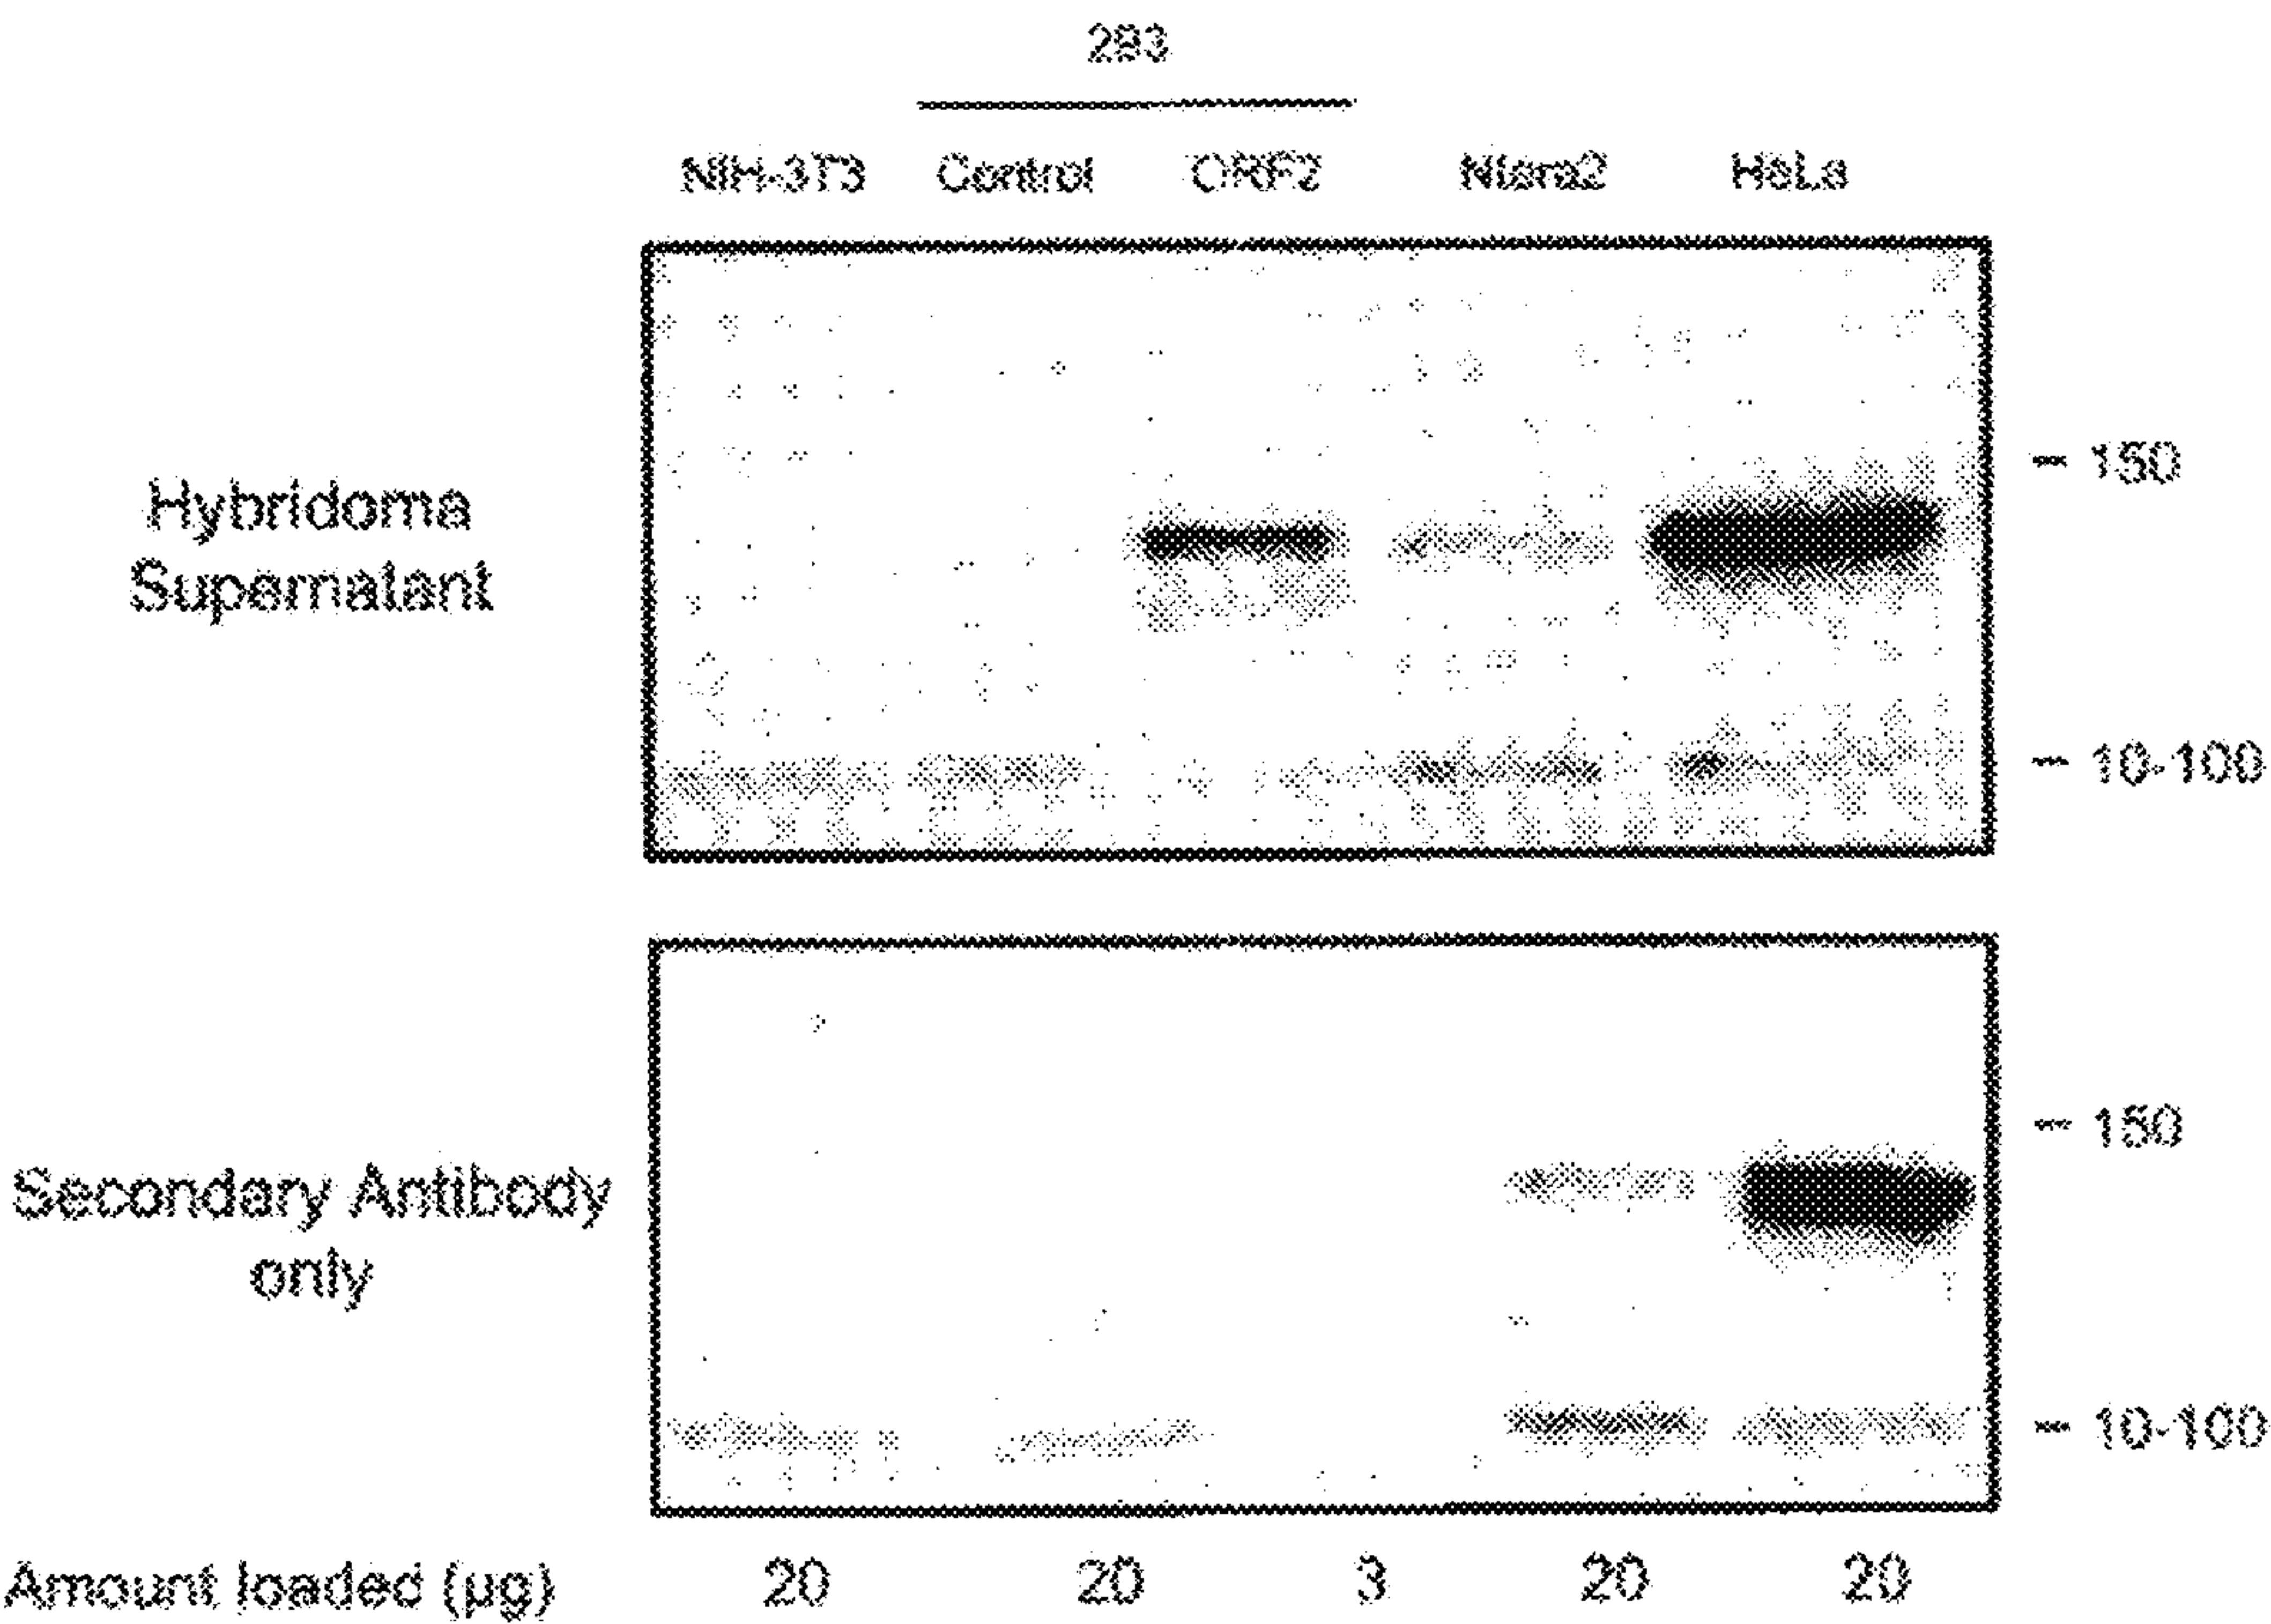 293
NIH-3T3 Control ORF2 Ntera2 HeLa
Hybridoma
Supernatant
150
10-100
Secondary Antibody
only
150
10-100
Amount loaded (µg) 20 20 3 20 20